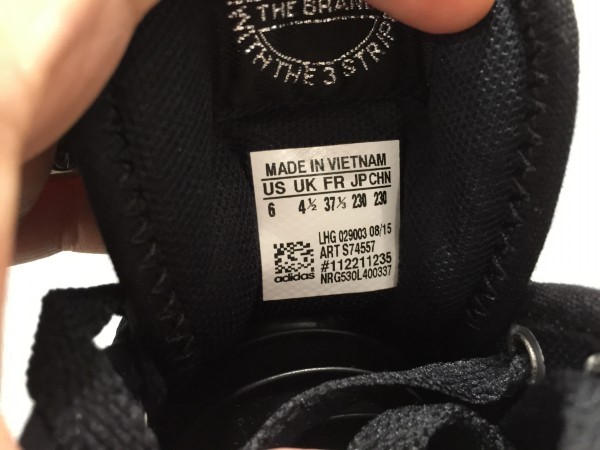 THE BRAND
WITH THE 3 STRIPES
MADE IN VIETNAM
US UK FR JP CHN
6 4½ 37⅓ 230 230
LHG 029003 08/15
ART S74557
#112211235
adidas NRG530L400337